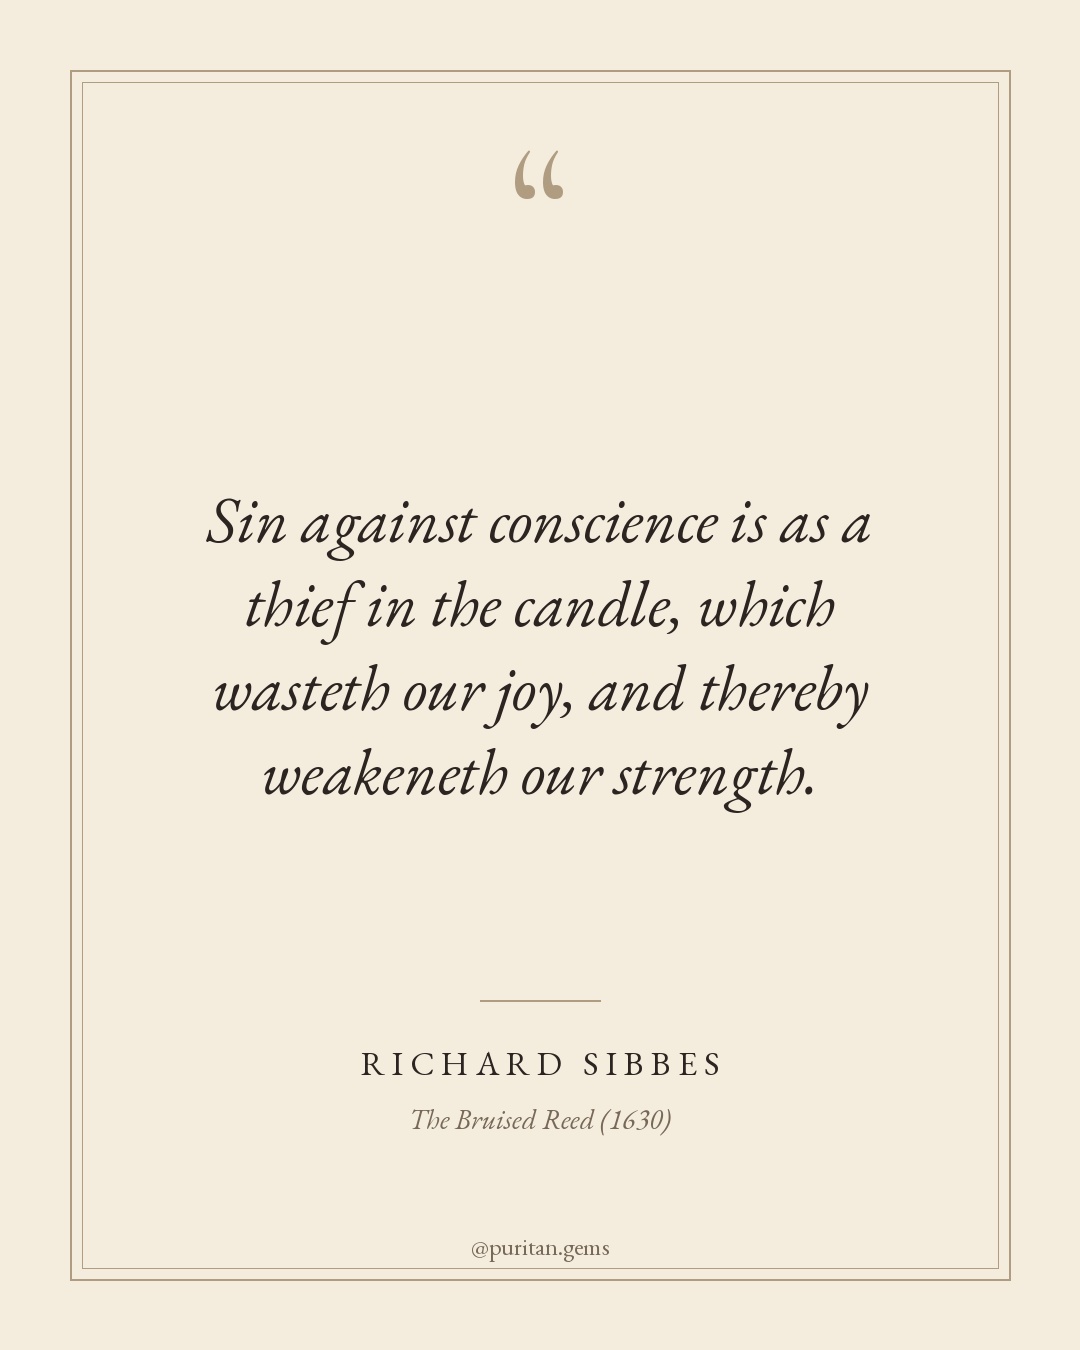 “
Sin against conscience is as a
thief in the candle, which
wasteth our joy, and thereby
weakeneth our strength.
RICHARD SIBBES
The Bruised Reed (1630)
@puritan.gems